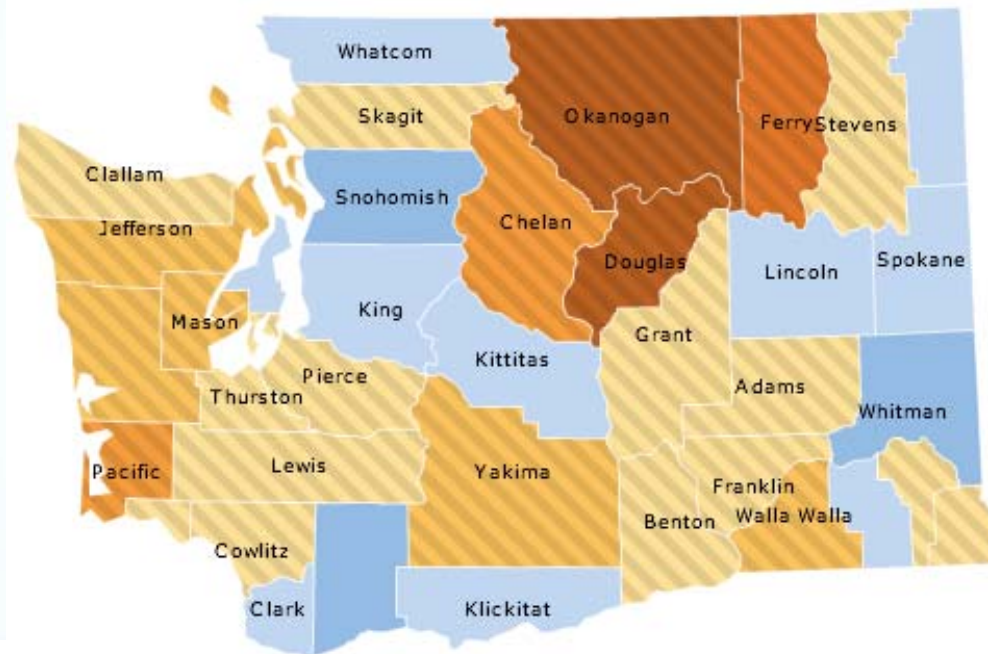 Whatcom
Skagit
Okanogan
Ferry
Stevens
Clallam
Jefferson
Snohomish
Chelan
Douglas
Lincoln
Spokane
King
Mason
Kittitas
Grant
Pierce
Thurston
Adams
Whitman
Pacific
Lewis
Yakima
Franklin
Walla Walla
Benton
Cowlitz
Clark
Klickitat